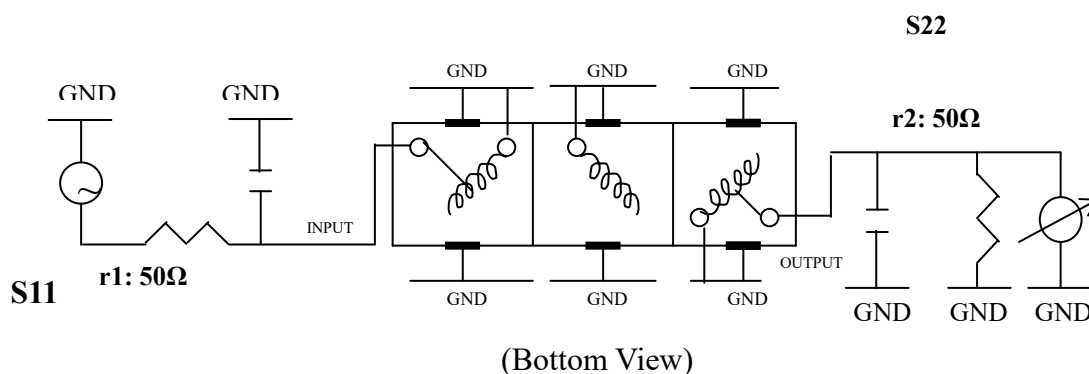 S22
GND GND GND
GND GND
r2: 50Ω
INPUT
OUTPUT
r1: 50Ω
S11
GND GND GND
GND GND GND
(Bottom View)